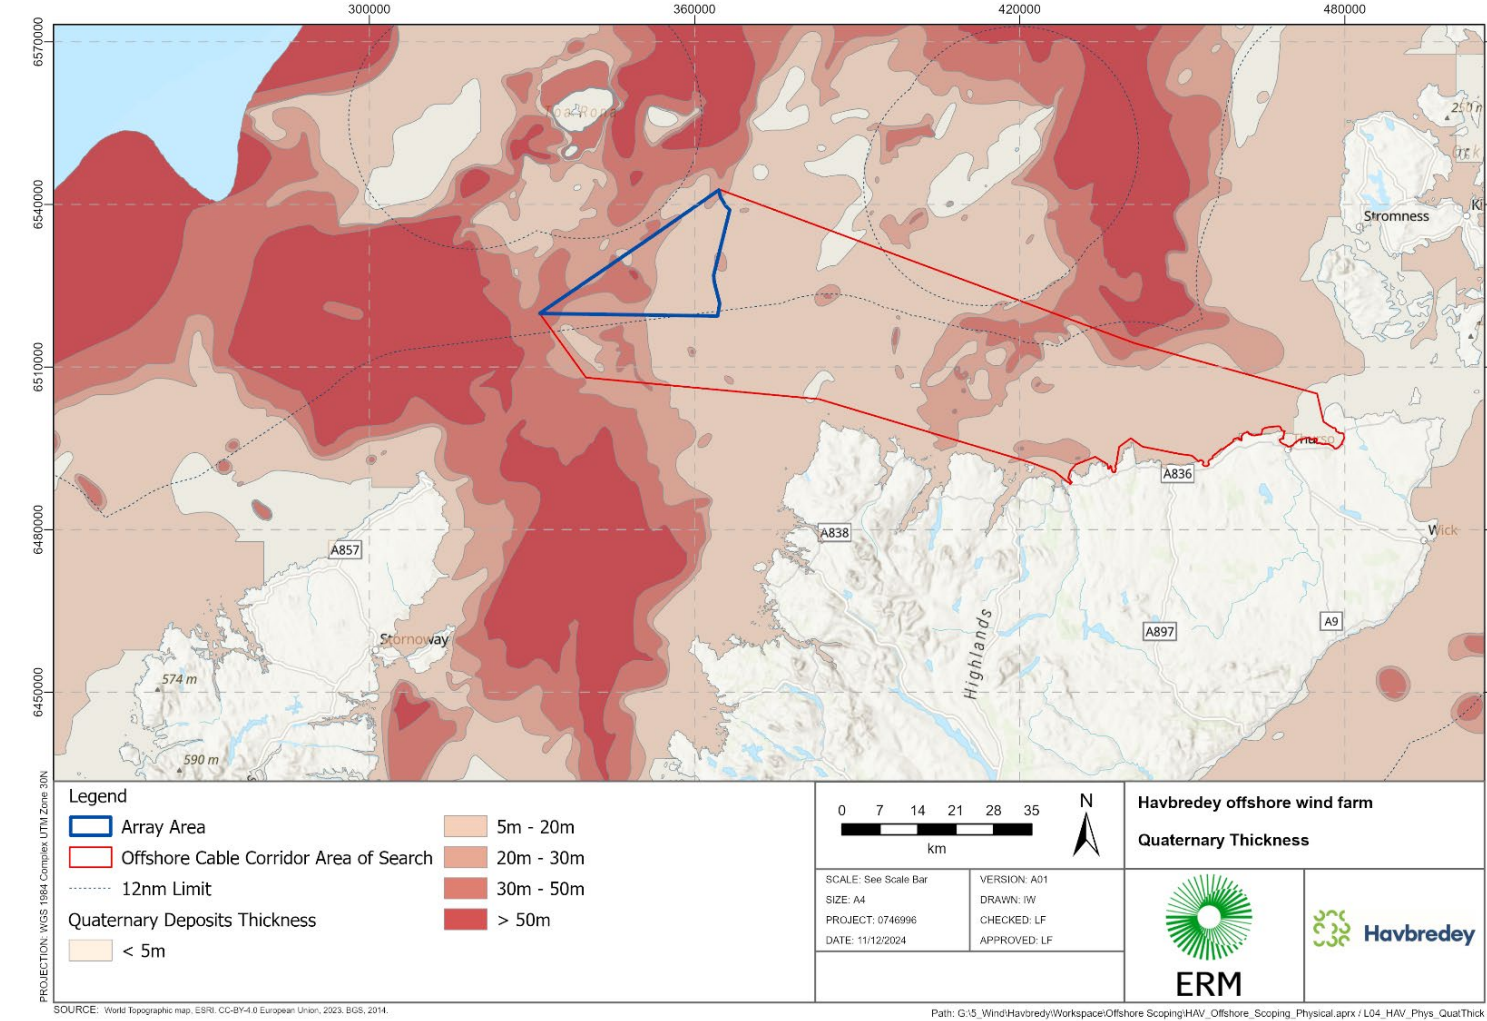 300000
360000
420000
480000
6570000
6540000
6510000
6480000
6450000
250 m
Stromness
Ki
Thurso
A836
A838
Wick
A857
A897
A9
Stornoway
Highlands
574 m
590 m
PROJECTION: WGS 1984 Complex UTM Zone 30N
Legend
Array Area
Offshore Cable Corridor Area of Search
12nm Limit
Quaternary Deposits Thickness
< 5m
5m - 20m
20m - 30m
30m - 50m
> 50m
0 7 14 21 28 35
km
N
Havbredey offshore wind farm
Quaternary Thickness
SCALE: See Scale Bar
SIZE: A4
PROJECT: 0746996
DATE: 11/12/2024
VERSION: A01
DRAWN: IW
CHECKED: LF
APPROVED: LF
ERM
Havbredey
SOURCE: World Topographic map, ESRI. CC-BY-4.0 European Union, 2023. BGS, 2014.
Path: G:\5_Wind\Havbredy\Workspace\Offshore Scoping\HAV_Offshore_Scoping_Physical.aprx / L04_HAV_Phys_QuatThick